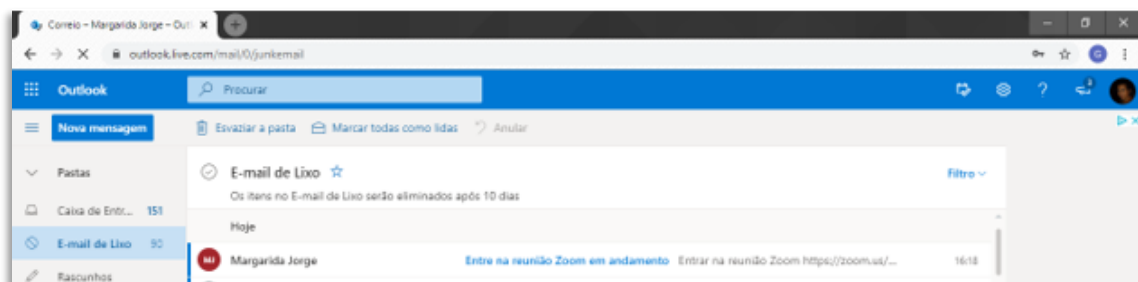 Correio – Margarida Jorge – Outl
outlook.live.com/mail/0/junkemail
G
Outlook
Procurar
?
Nova mensagem
Esvaziar a pasta
Marcar todas como lidas
Anular
Pastas
E-mail de Lixo
Filtro
Os itens no E-mail de Lixo serão eliminados após 10 dias
Caixa de Entr... 151
Hoje
E-mail de Lixo 90
MJ Margarida Jorge Entre na reunião Zoom em andamento Entrar na reunião Zoom https://zoom.us/... 16:18
Rascunhos